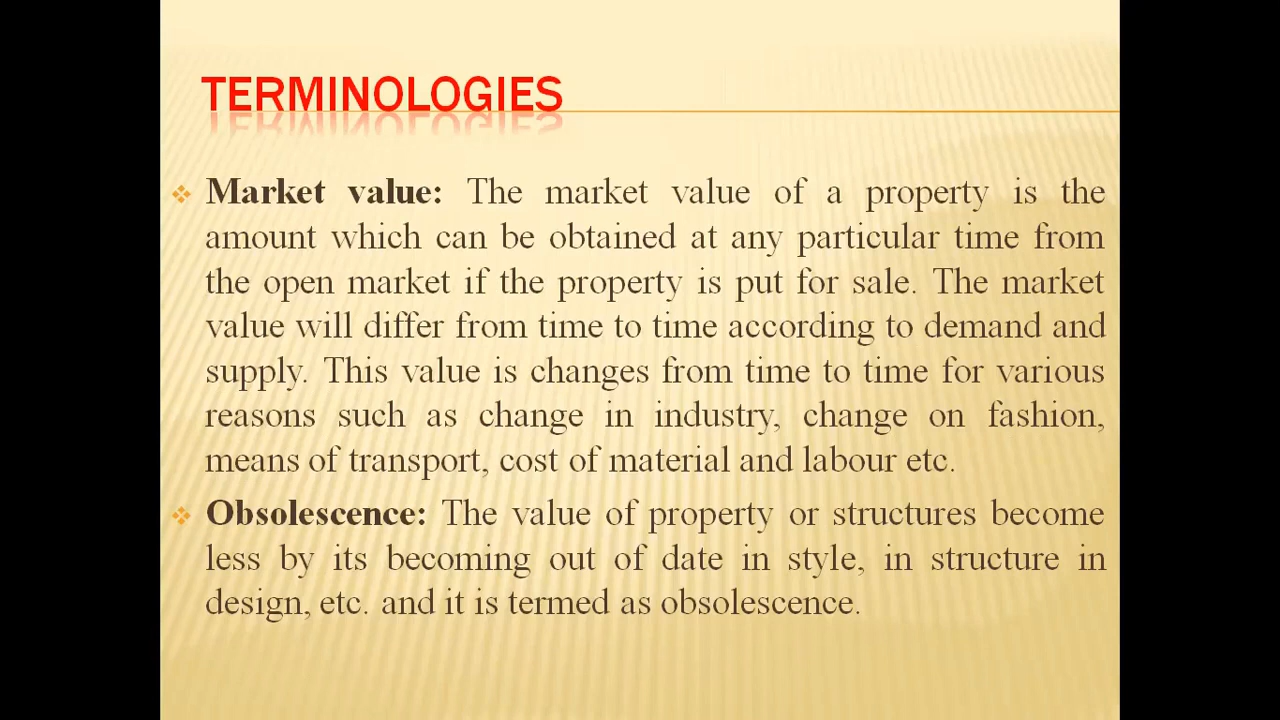 TERMINOLOGIES
Market value: The market value of a property is the
amount which can be obtained at any particular time from
the open market if the property is put for sale. The market
value will differ from time to time according to demand and
supply. This value is changes from time to time for various
reasons such as change in industry, change on fashion,
means of transport, cost of material and labour etc.
Obsolescence: The value of property or structures become
less by its becoming out of date in style, in structure in
design, etc. and it is termed as obsolescence.